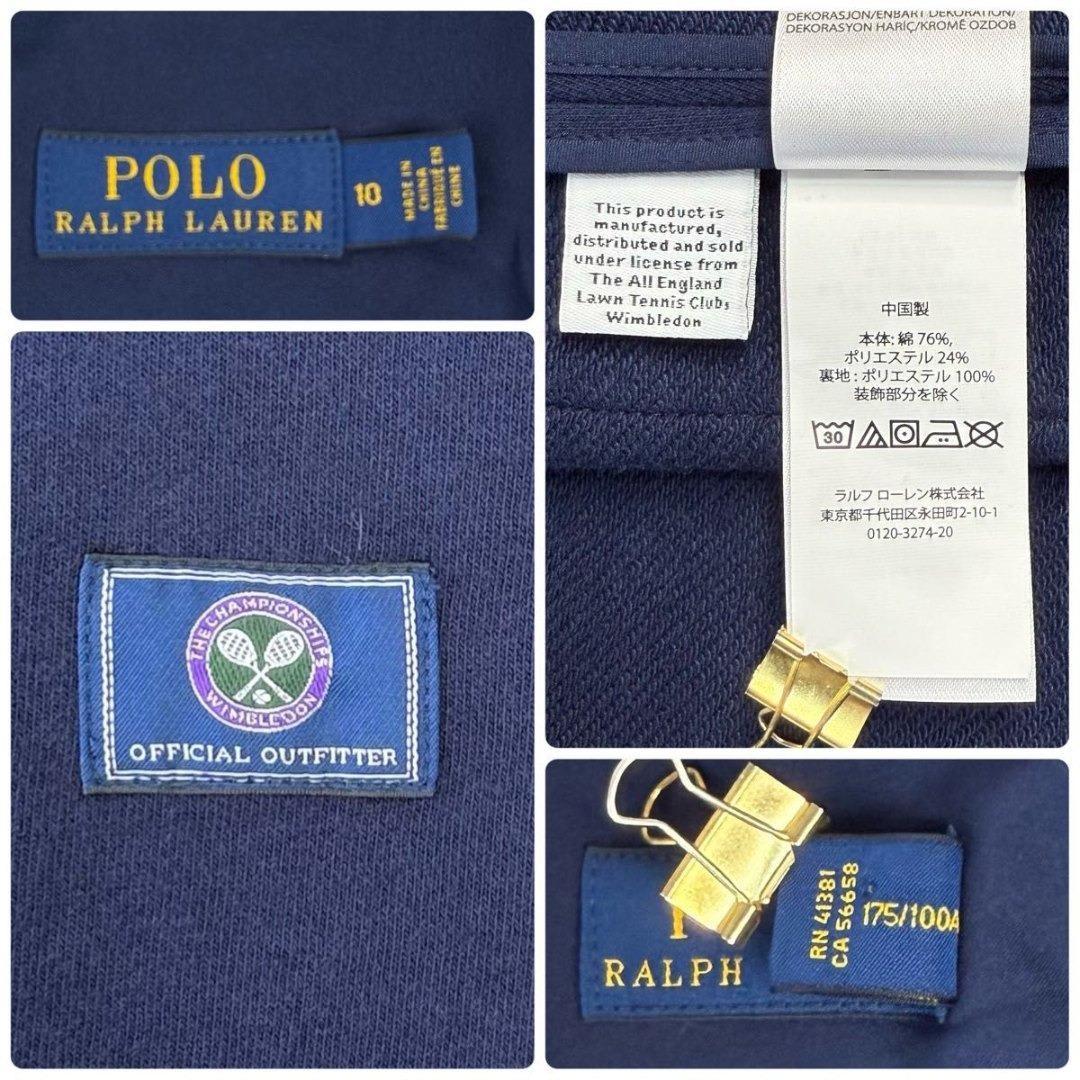 POLO
RALPH LAUREN
10
MADE IN
CHINA
FABRIQUÉ EN
CHINE
DEKORASJON/ENBART DEKORATION/
DEKORASYON HARİÇ/KROMĚ OZDOB
This product is
manufactured,
distributed and sold
under license from
The All England
Lawn Tennis Club,
Wimbledon
中国製
本体: 綿 76%,
ポリエステル 24%
裏地 : ポリエステル 100%
装飾部分を除く
30
ラルフ ローレン株式会社
東京都千代田区永田町2-10-1
0120-3274-20
THE CHAMPIONSHIPS
WIMBLEDON
OFFICIAL OUTFITTER
RALPH
RN 41381
CA 56658
175/100A